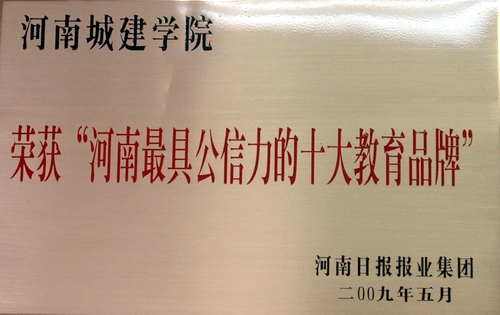 河南城建学院
荣获“河南最具公信力的十大教育品牌”
河南日报报业集团
二00九年五月